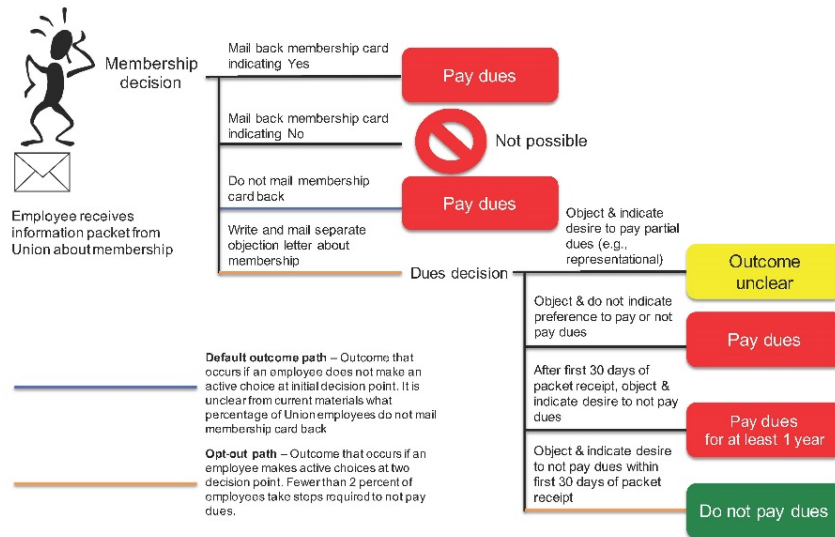 Membership
decision
Mail back membership card
indicating Yes
Pay dues
Mail back membership card
indicating No
Not possible
Do not mail membership
card back
Pay dues
Employee receives
information packet from
Union about membership
Write and mail separate
objection letter about
membership
Dues decision
Object & indicate
desire to pay partial
dues (e.g.,
representational)
Outcome
unclear
Object & do not indicate
preference to pay or not
pay dues
Pay dues
After first 30 days of
packet receipt, object &
indicate desire to not pay
dues
Pay dues
for at least 1 year
Object & indicate desire
to not pay dues within
first 30 days of packet
receipt
Do not pay dues
Default outcome path – Outcome that
occurs if an employee does not make an
active choice at initial decision point. It is
unclear from current materials what
percentage of Union employees do not mail
membership card back
Opt-out path – Outcome that occurs if an
employee makes active choices at two
decision point. Fewer than 2 percent of
employees take steps required to not pay
dues.